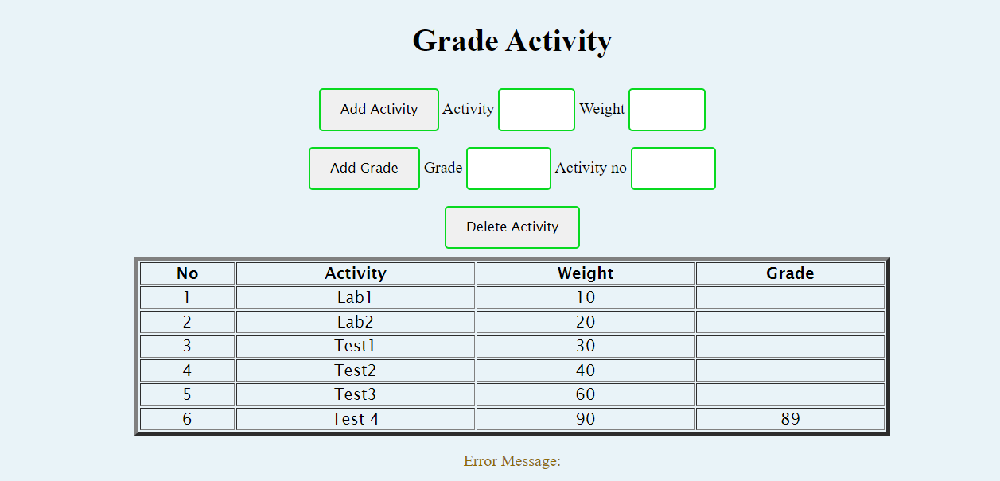 Grade Activity
Add Activity Activity Weight
Add Grade Grade Activity no
Delete Activity
No Activity Weight Grade
1 Lab1 10
2 Lab2 20
3 Test1 30
4 Test2 40
5 Test3 60
6 Test 4 90 89
Error Message: